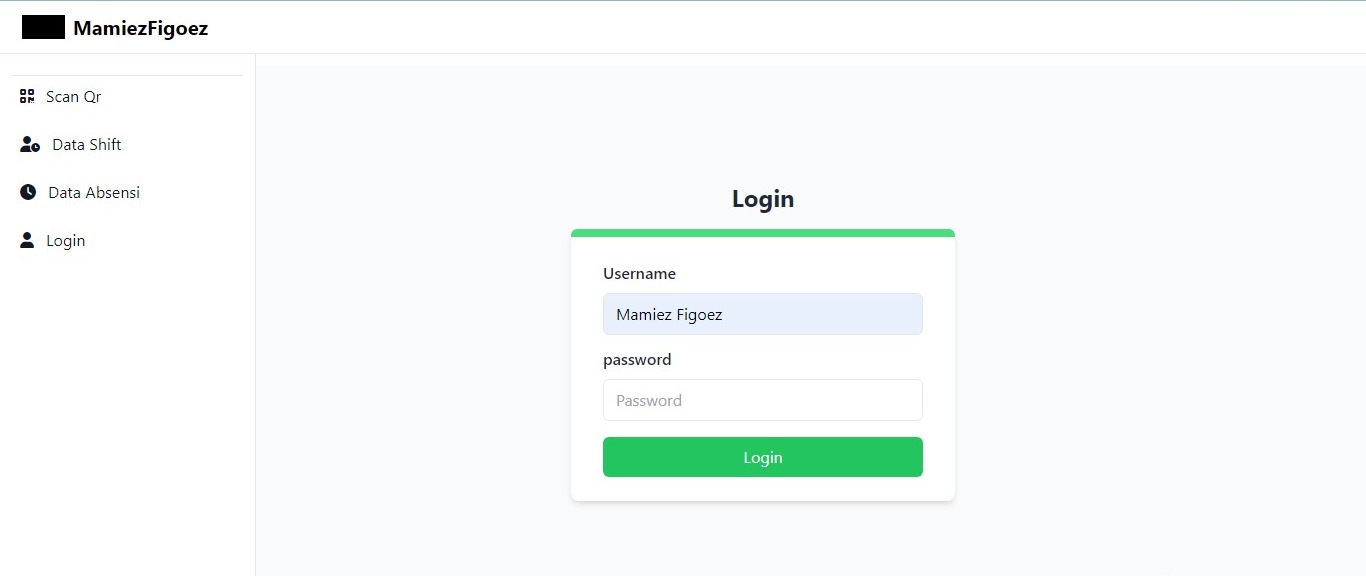 MamiezFigoez
Scan Qr
Data Shift
Data Absensi
Login
Login
Username
Mamiez Figoez
password
Password
Login